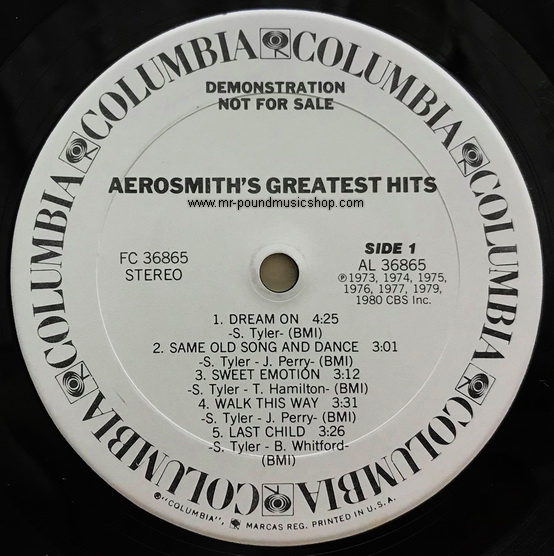 COLUMBIA COLUMBIA COLUMBIA COLUMBIA COLUMBIA COLUMBIA COLUMBIA COLUMBIA
DEMONSTRATION
NOT FOR SALE
AEROSMITH'S GREATEST HITS
www.mr-poundmusicshop.com
FC 36865
STEREO
SIDE 1
AL 36865
℗1973, 1974, 1975,
1976, 1977, 1979,
1980 CBS Inc.
1. DREAM ON 4:25
-S. Tyler- (BMI)
2. SAME OLD SONG AND DANCE 3:01
-S. Tyler - J. Perry- (BMI)
3. SWEET EMOTION 3:12
-S. Tyler - T. Hamilton- (BMI)
4. WALK THIS WAY 3:31
-S. Tyler - J. Perry- (BMI)
5. LAST CHILD 3:26
-S. Tyler - B. Whitford-
(BMI)
®"COLUMBIA", MARCAS REG. PRINTED IN U.S.A.